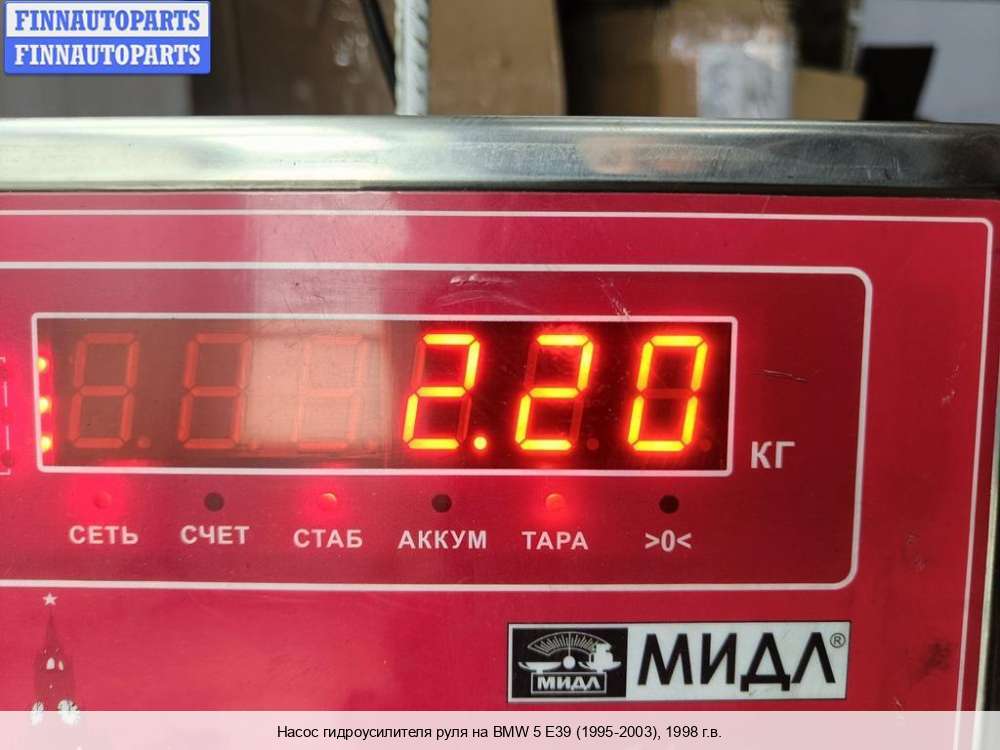 FINNAUTOPARTS
FINNAUTOPARTS
2.20
КГ
СЕТЬ СЧЕТ СТАБ АККУМ ТАРА >0<
МИДЛ МИДЛ®
Насос гидроусилителя руля на BMW 5 E39 (1995-2003), 1998 г.в.